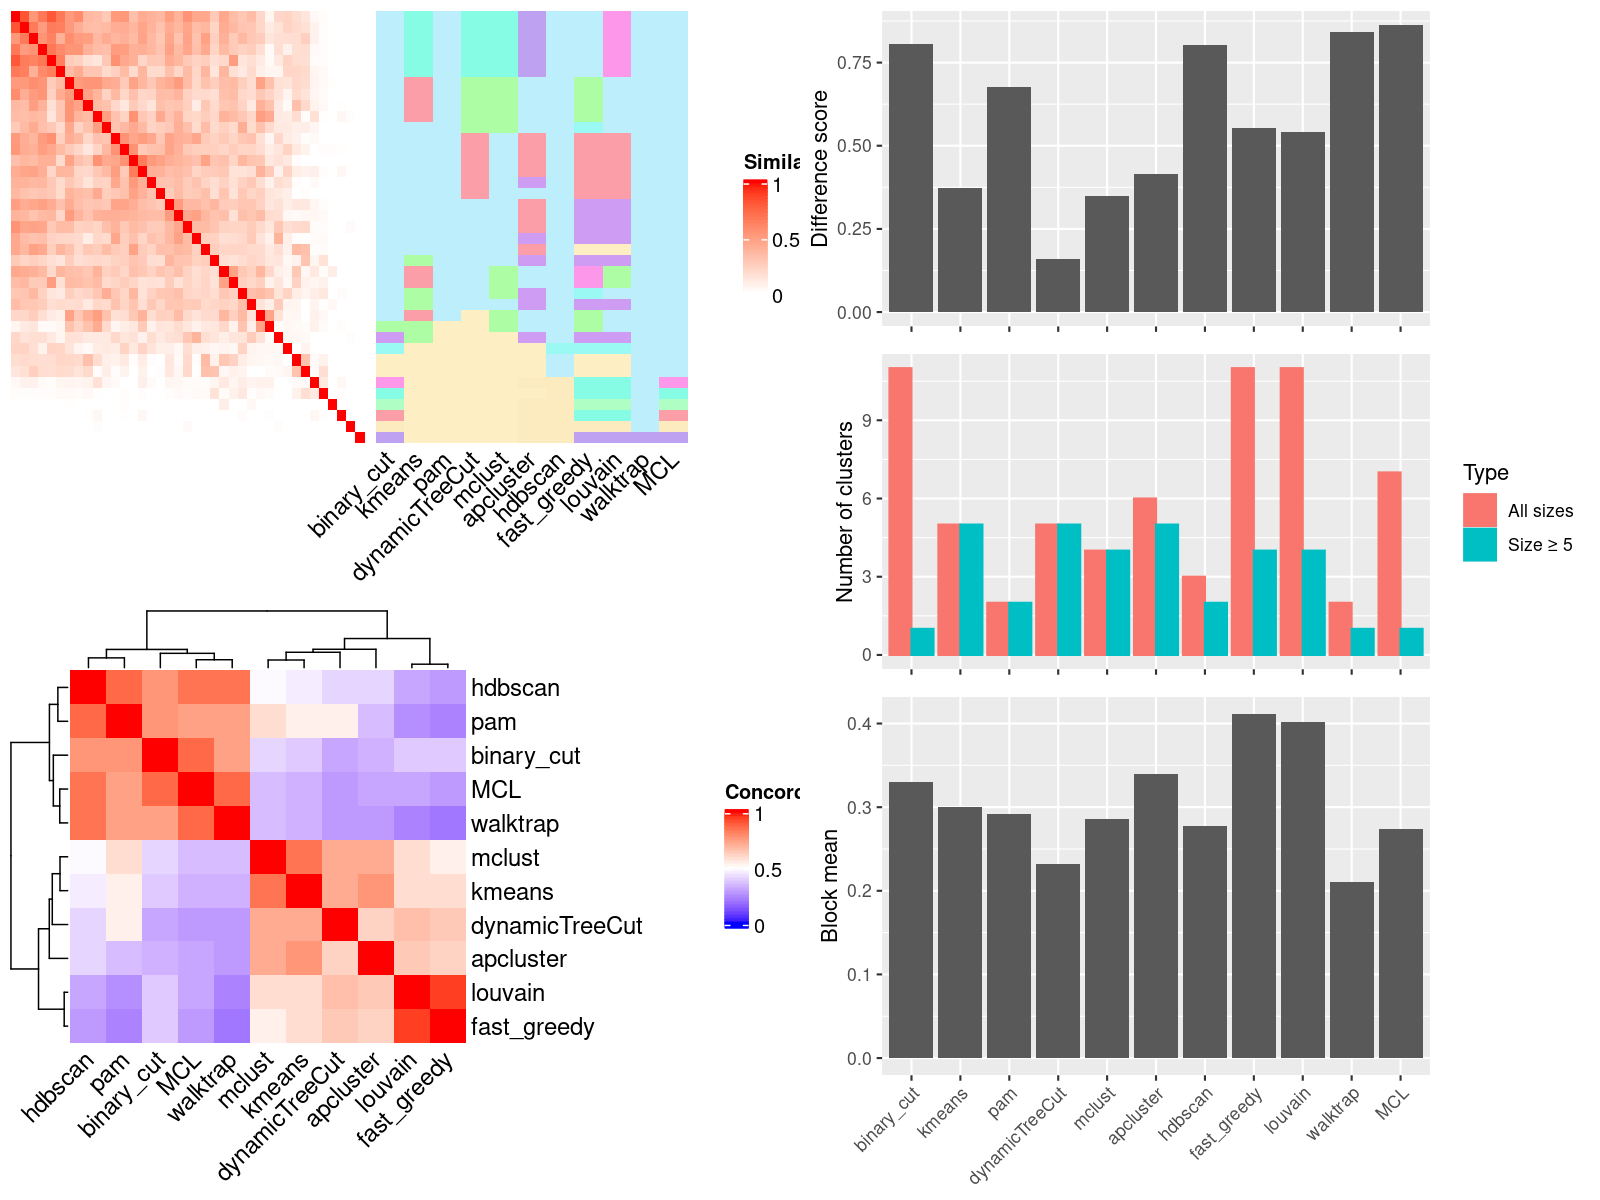 Simila
1
0.5
0
binary_cut
kmeans
pam
dynamicTreeCut
mclust
apcluster
hdbscan
fast_greedy
louvain
walktrap
MCL
hdbscan
pam
binary_cut
MCL
walktrap
mclust
kmeans
dynamicTreeCut
apcluster
louvain
fast_greedy
Concord
1
0.5
0
hdbscan
pam
binary_cut
MCL
walktrap
mclust
kmeans
dynamicTreeCut
apcluster
louvain
fast_greedy
Difference score
0.75
0.50
0.25
0.00
Number of clusters
9
6
3
0
Type
All sizes
Size ≥ 5
Block mean
0.4
0.3
0.2
0.1
0.0
binary_cut
kmeans
pam
dynamicTreeCut
mclust
apcluster
hdbscan
fast_greedy
louvain
walktrap
MCL